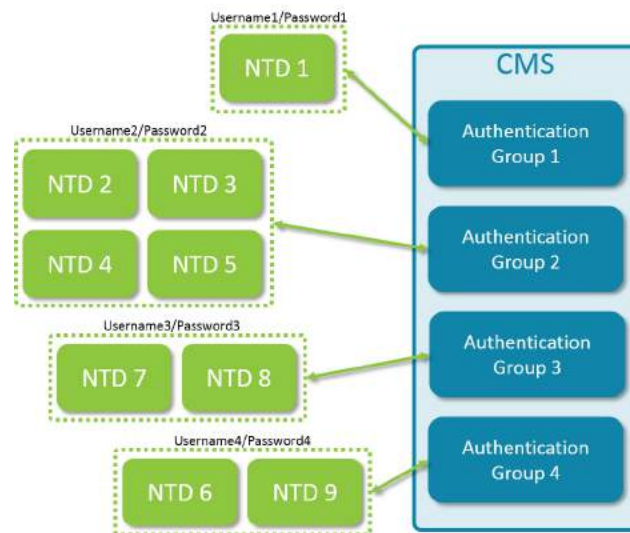 Username1/Password1
NTD 1
CMS
Authentication
Group 1
Username2/Password2
NTD 2
NTD 3
NTD 4
NTD 5
Authentication
Group 2
Username3/Password3
NTD 7
NTD 8
Authentication
Group 3
Username4/Password4
NTD 6
NTD 9
Authentication
Group 4